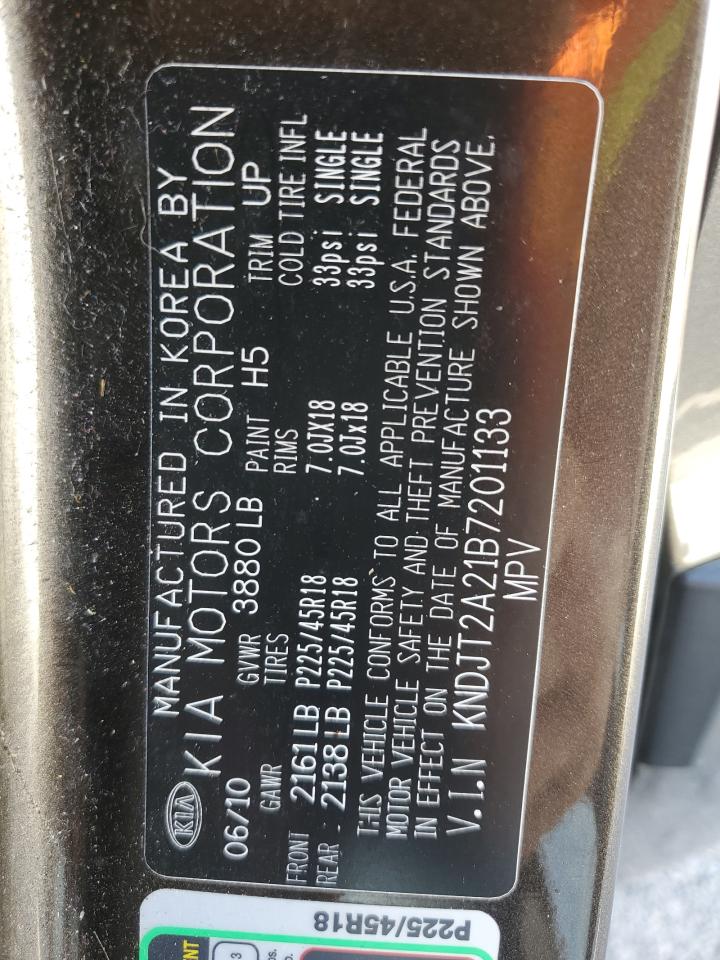 MANUFACTURED IN KOREA BY
KIA KIA MOTORS CORPORATION
06/10 GVWR 3880 LB PAINT H5 TRIM UP
GAWR TIRES RIMS COLD TIRE INFL
FRONT 2161 LB P225/45R18 7.0JX18 33psi SINGLE
REAR 2138 LB P225/45R18 7.0Jx18 33psi SINGLE
THIS VEHICLE CONFORMS TO ALL APPLICABLE U.S.A. FEDERAL
MOTOR VEHICLE SAFETY AND THEFT PREVENTION STANDARDS
IN EFFECT ON THE DATE OF MANUFACTURE SHOWN ABOVE.
V.I.N KNDJT2A21B7201133
MPV
P225/45R18
3